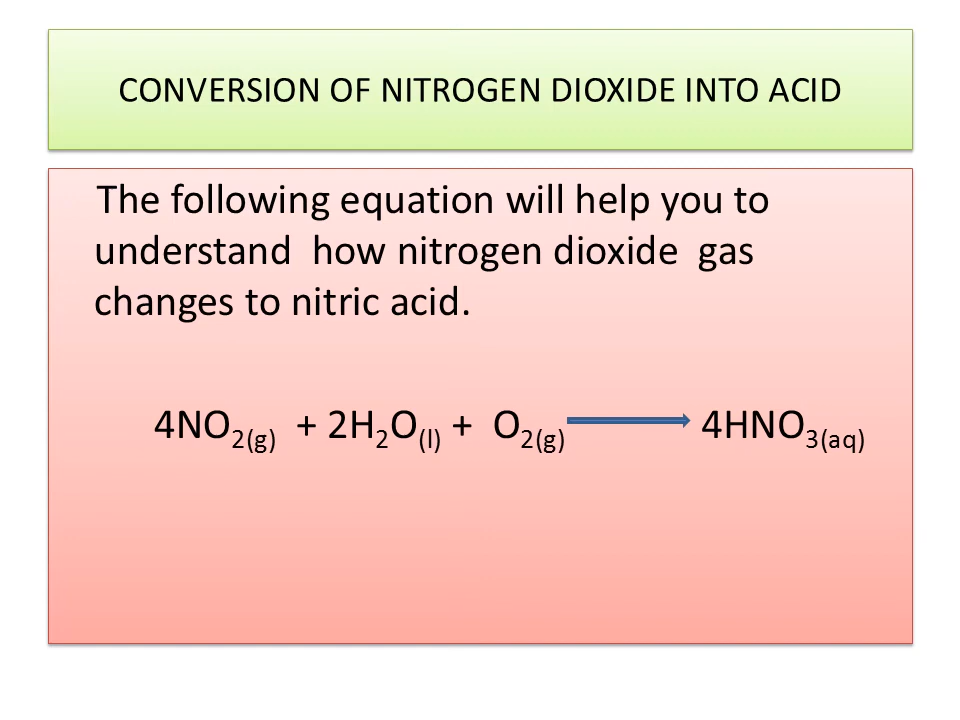 CONVERSION OF NITROGEN DIOXIDE INTO ACID
The following equation will help you to
understand how nitrogen dioxide gas
changes to nitric acid.
4NO₂₍g₎ + 2H₂O₍l₎ + O₂₍g₎ → 4HNO₃₍aq₎